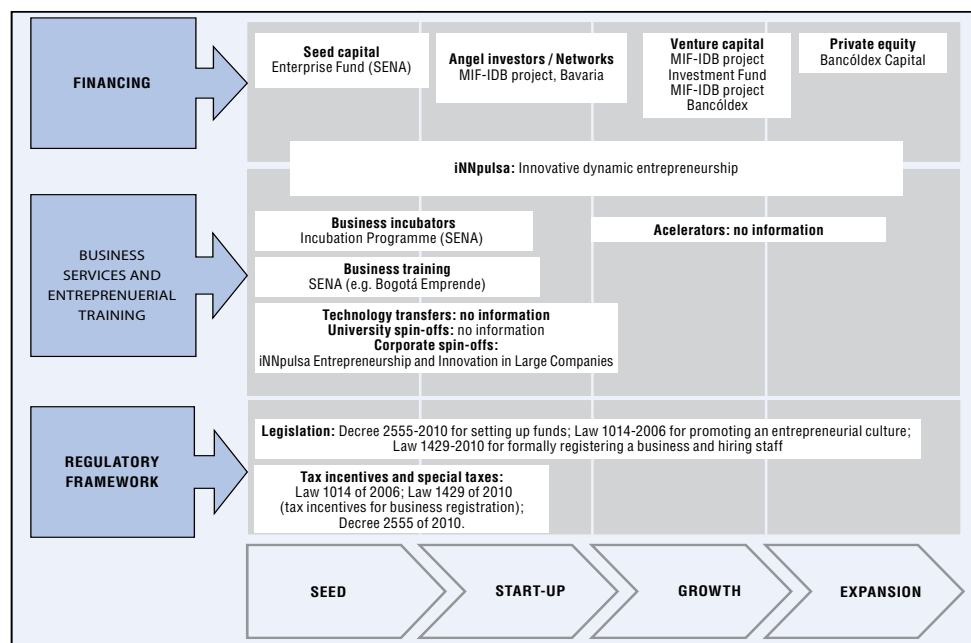 FINANCING
Seed capital
Enterprise Fund (SENA)
Angel investors / Networks
MIF-IDB project, Bavaria
Venture capital
MIF-IDB project
Investment Fund
MIF-IDB project
Bancóldex
Private equity
Bancóldex Capital
iNNpulsa: Innovative dynamic entrepreneurship
BUSINESS
SERVICES AND
ENTREPRENUERIAL
TRAINING
Business incubators
Incubation Programme (SENA)
Acelerators: no information
Business training
SENA (e.g. Bogotá Emprende)
Technology transfers: no information
University spin-offs: no information
Corporate spin-offs:
iNNpulsa Entrepreneurship and Innovation in Large Companies
REGULATORY
FRAMEWORK
Legislation: Decree 2555-2010 for setting up funds; Law 1014-2006 for promoting an entrepreneurial culture;
Law 1429-2010 for formally registering a business and hiring staff
Tax incentives and special taxes:
Law 1014 of 2006; Law 1429 of 2010
(tax incentives for business registration);
Decree 2555 of 2010.
SEED
START-UP
GROWTH
EXPANSION